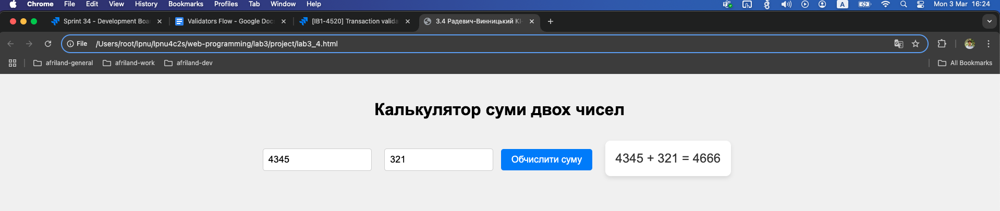 Chrome File Edit View History Bookmarks Profiles Tab Window Help A Mon 3 Mar 16:24
Sprint 34 - Development Boa Validators Flow - Google Doc [IB1-4520] Transaction valida 3.4 Радевич-Винницький КІ-
File /Users/root/lpnu/lpnu4c2s/web-programming/lab3/project/lab3_4.html
afriland-general afriland-work afriland-dev All Bookmarks
Калькулятор суми двох чисел
4345 321 Обчислити суму 4345 + 321 = 4666